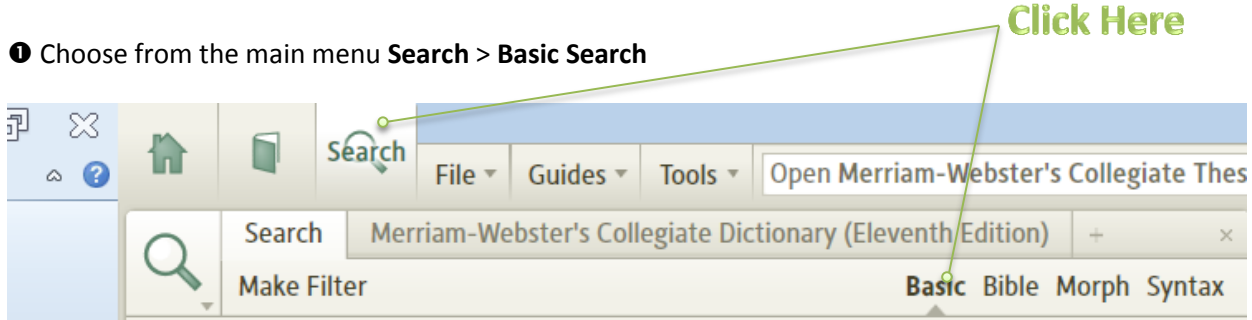 Click Here
❶ Choose from the main menu Search > Basic Search
Search
File Guides Tools Open Merriam-Webster's Collegiate Thes
Search Merriam-Webster's Collegiate Dictionary (Eleventh Edition) + ×
Make Filter Basic Bible Morph Syntax